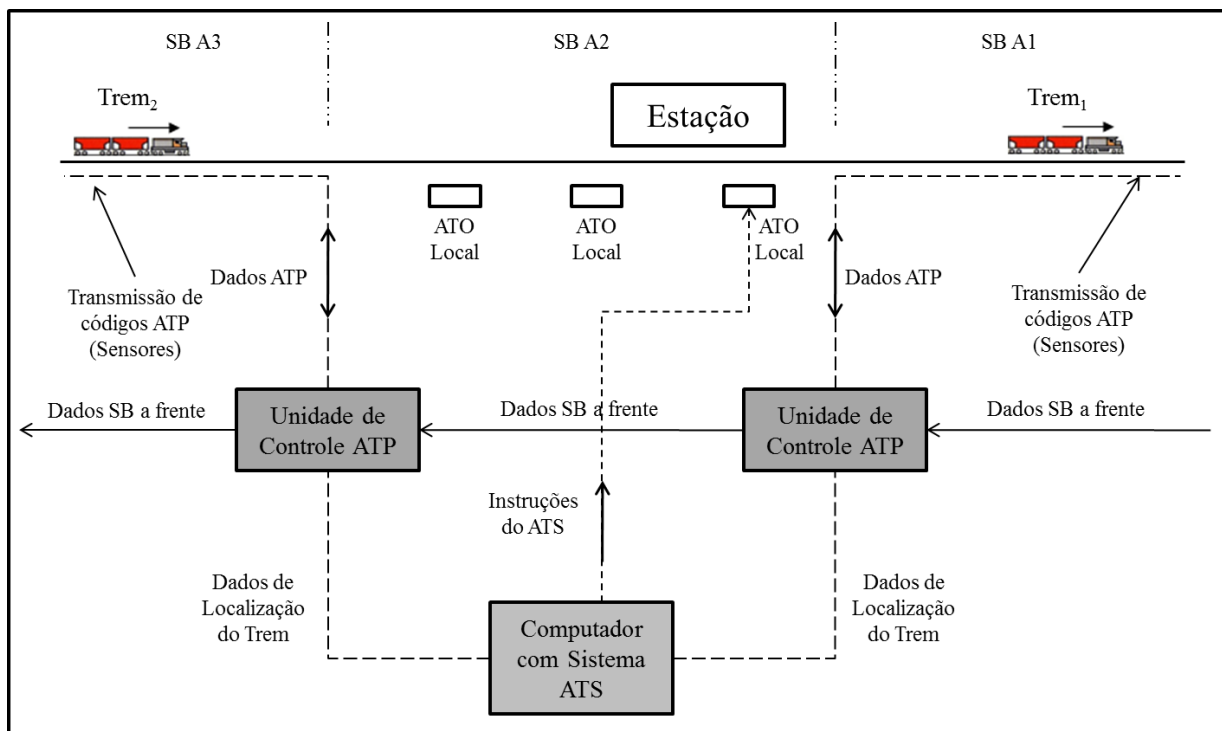 SB A3
SB A2
SB A1
Trem₂
Estação
Trem₁
ATO
Local
ATO
Local
ATO
Local
Dados ATP
Dados ATP
Transmissão de
códigos ATP
(Sensores)
Transmissão de
códigos ATP
(Sensores)
Dados SB a frente
Unidade de
Controle ATP
Dados SB a frente
Unidade de
Controle ATP
Dados SB a frente
Instruções
do ATS
Dados de
Localização
do Trem
Computador
com Sistema
ATS
Dados de
Localização
do Trem